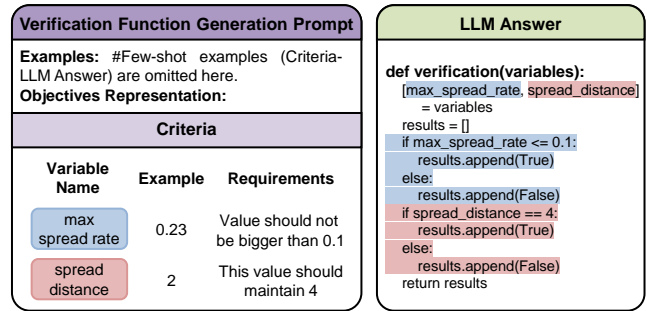 Verification Function Generation Prompt
Examples: #Few-shot examples (Criteria-
LLM Answer) are omitted here.
Objectives Representation:
Criteria
Variable Name Example Requirements
max spread rate 0.23 Value should not be bigger than 0.1
spread distance 2 This value should maintain 4
LLM Answer
def verification(variables):
[max_spread_rate, spread_distance]
= variables
results = []
if max_spread_rate <= 0.1:
results.append(True)
else:
results.append(False)
if spread_distance == 4:
results.append(True)
else:
results.append(False)
return results